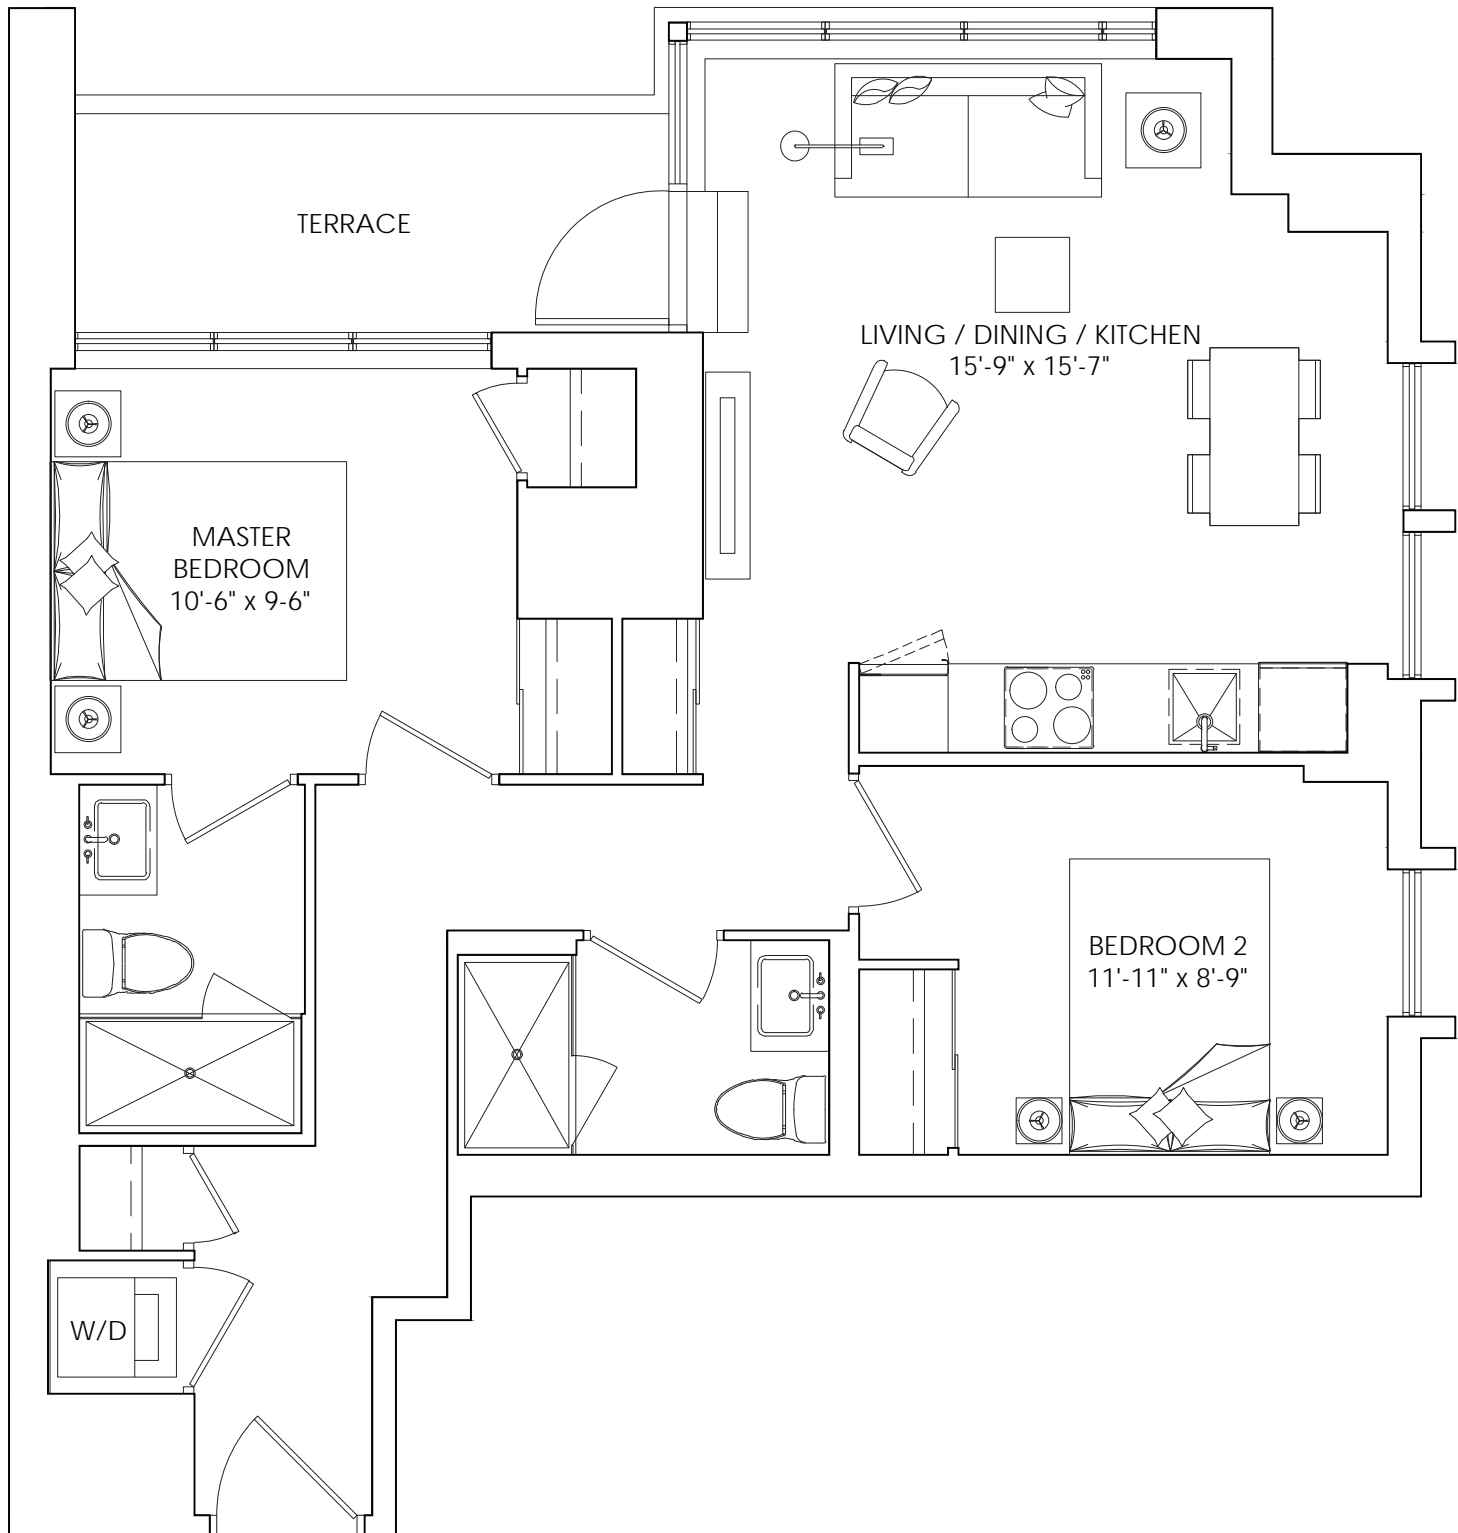 TERRACE
LIVING / DINING / KITCHEN
15'-9" x 15'-7"
MASTER
BEDROOM
10'-6" x 9-6"
BEDROOM 2
11'-11" x 8'-9"
W/D